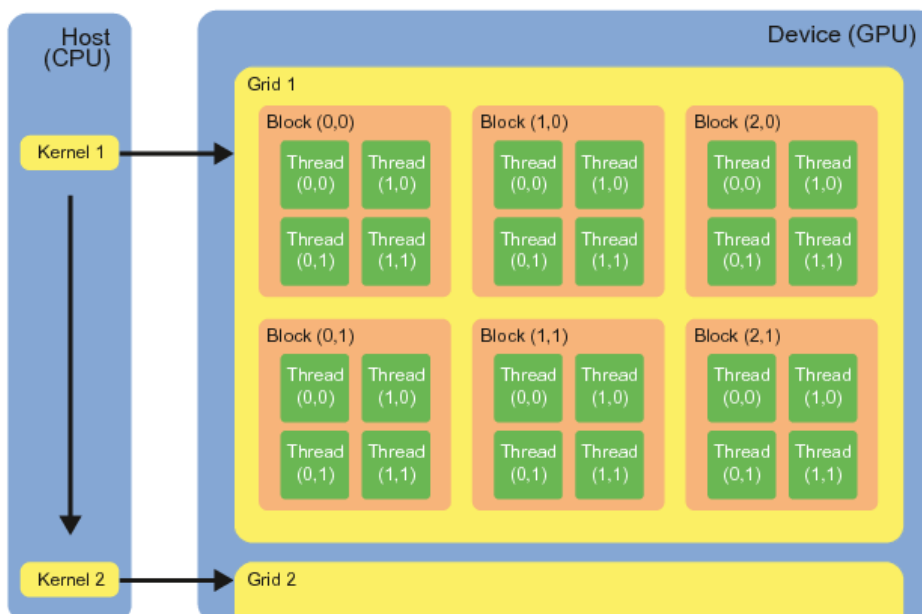 Host
(CPU)
Device (GPU)
Kernel 1
Grid 1
Block (0,0)
Thread
(0,0)
Thread
(1,0)
Thread
(0,1)
Thread
(1,1)
Block (1,0)
Thread
(0,0)
Thread
(1,0)
Thread
(0,1)
Thread
(1,1)
Block (2,0)
Thread
(0,0)
Thread
(1,0)
Thread
(0,1)
Thread
(1,1)
Block (0,1)
Thread
(0,0)
Thread
(1,0)
Thread
(0,1)
Thread
(1,1)
Block (1,1)
Thread
(0,0)
Thread
(1,0)
Thread
(0,1)
Thread
(1,1)
Block (2,1)
Thread
(0,0)
Thread
(1,0)
Thread
(0,1)
Thread
(1,1)
Kernel 2
Grid 2